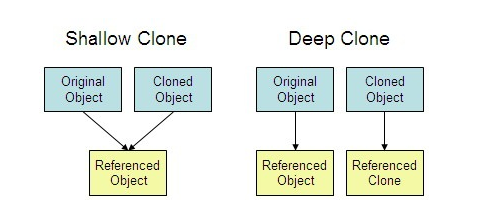 Shallow Clone
Deep Clone
Original
Object
Cloned
Object
Original
Object
Cloned
Object
Referenced
Object
Referenced
Object
Referenced
Clone